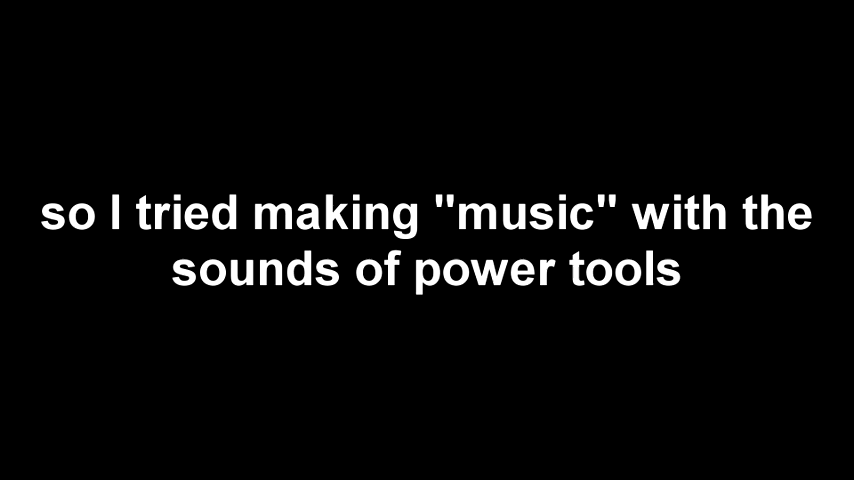 so I tried making "music" with the
sounds of power tools